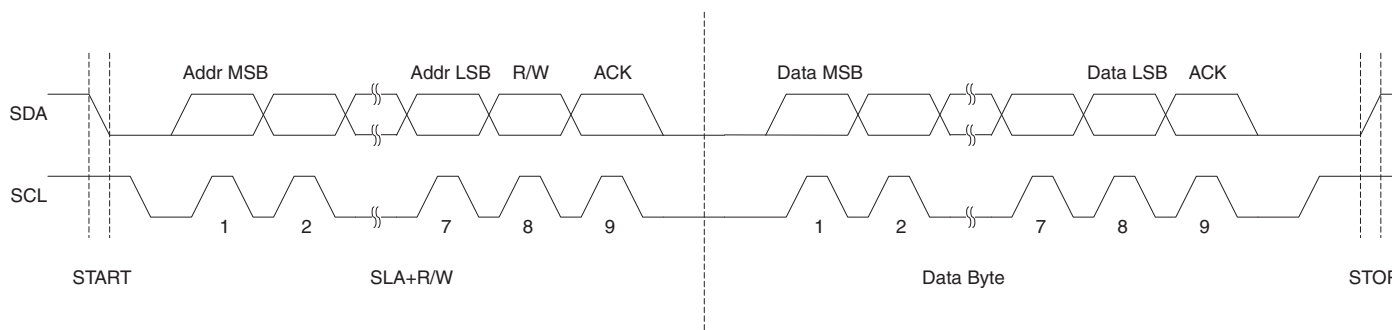 Addr MSB Addr LSB R/W ACK Data MSB Data LSB ACK
SDA
SCL
1 2 7 8 9 1 2 7 8 9
START SLA+R/W Data Byte STOP